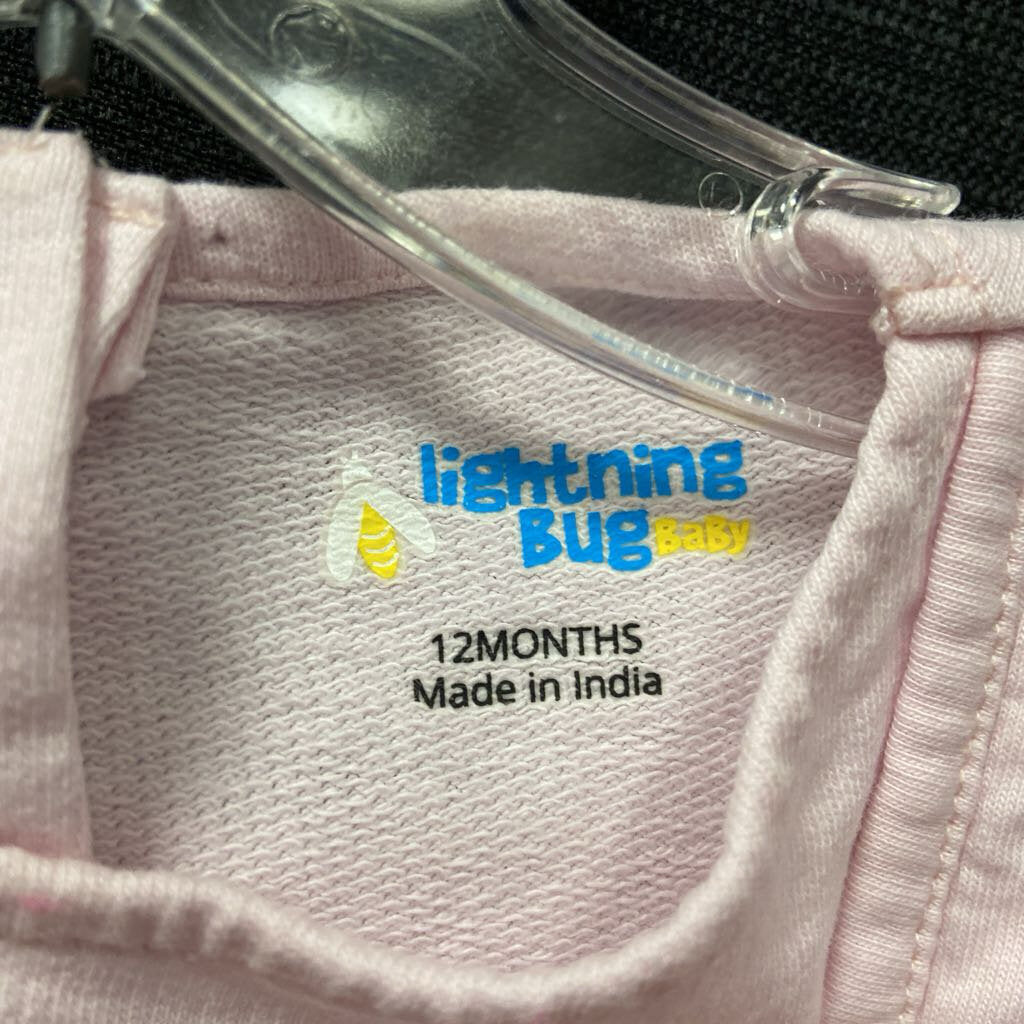 lightning
Bug BaBy
12MONTHS
Made in India